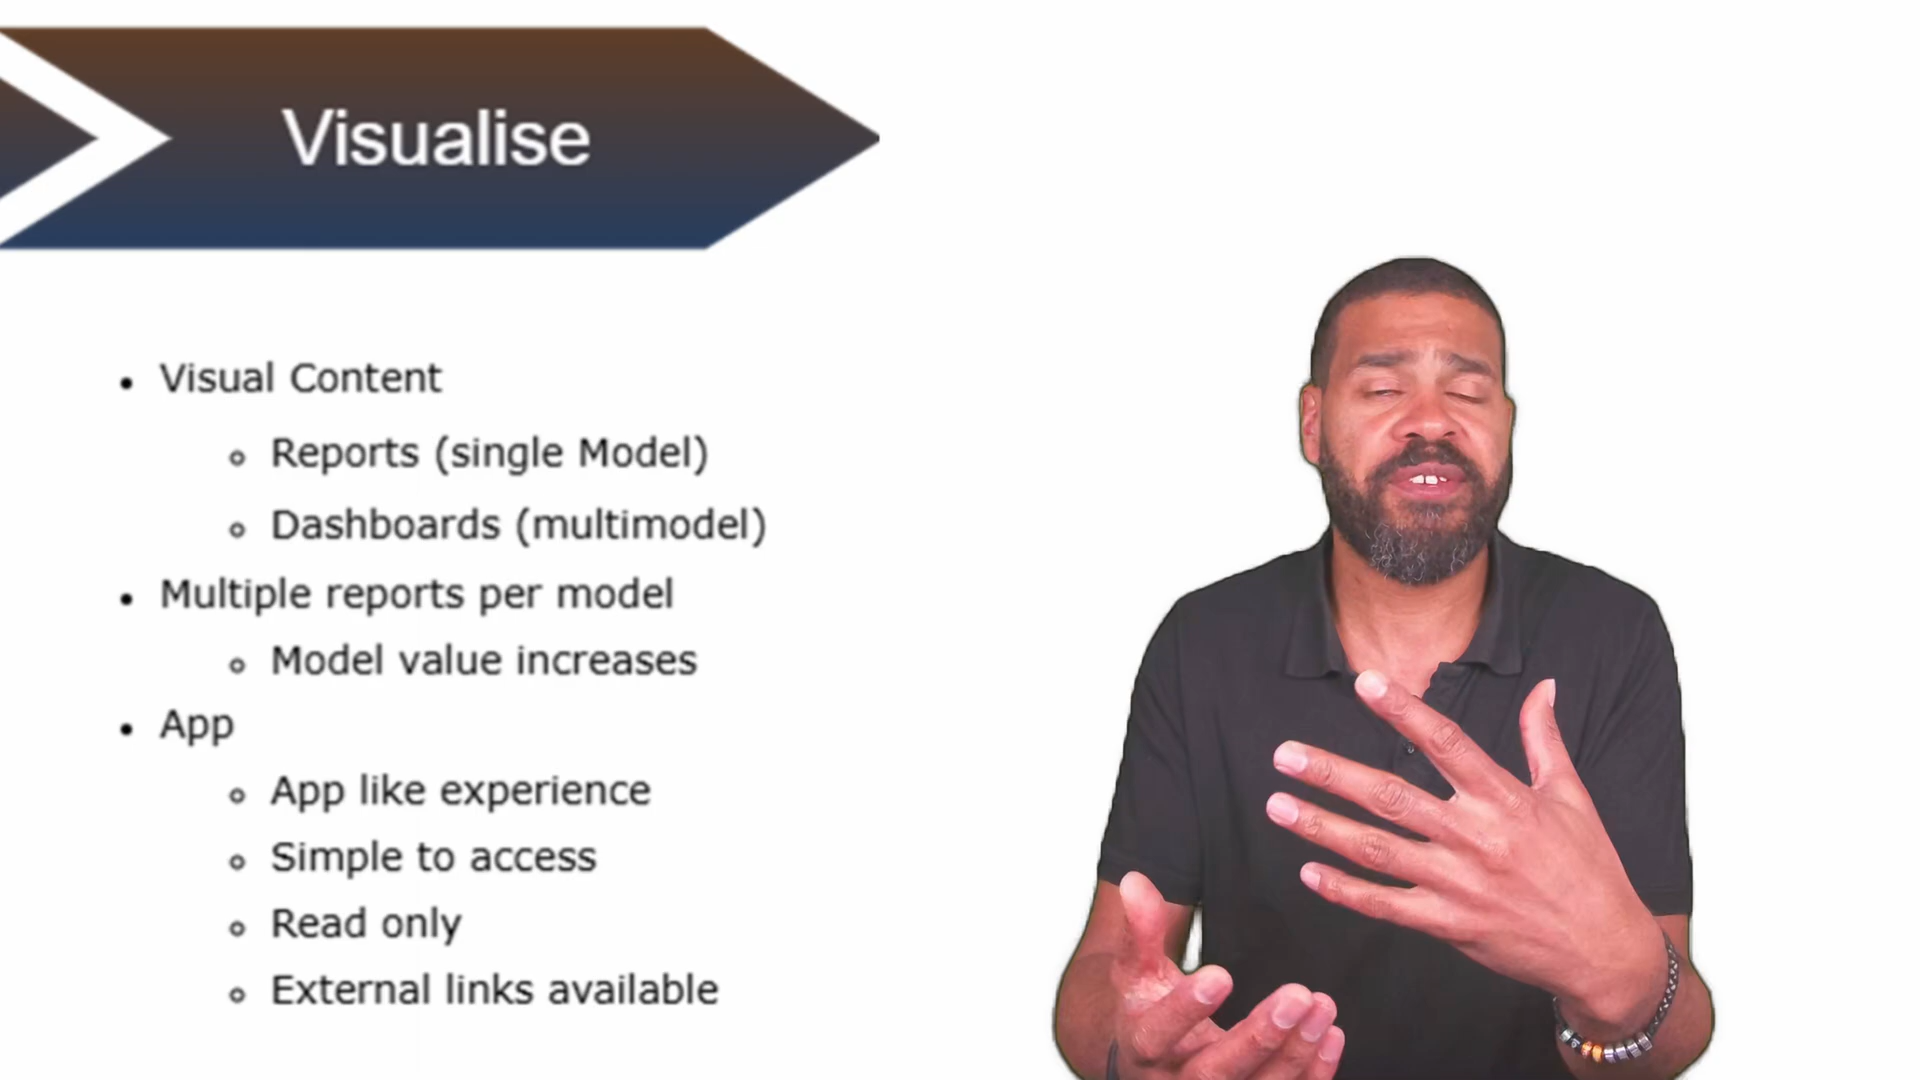 Visualise
• Visual Content
○ Reports (single Model)
○ Dashboards (multimodel)
• Multiple reports per model
○ Model value increases
• App
○ App like experience
○ Simple to access
○ Read only
○ External links available